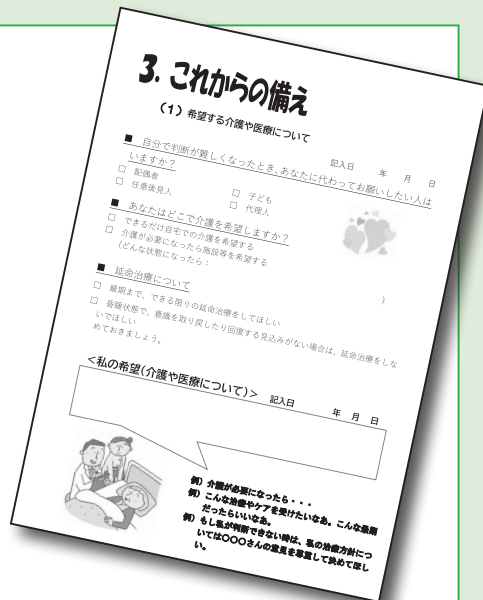 3. これからの備え
（1）希望する介護や医療について
記入日　年　月　日
■ 自分で判断が難しくなったとき、あなたに代わってお願いしたい人は
いますか？
□ 配偶者　□ 子ども
□ 任意後見人　□ 代理人
■ あなたはどこで介護を希望しますか？
□ できるだけ自宅での介護を希望する
□ 介護が必要になったら施設等を希望する
（どんな状態になったら：　）
■ 延命治療について
□ 最期まで、できる限りの延命治療をしてほしい
□ 昏睡状態で、意識を取り戻したり回復する見込みがない場合は、延命治療をしな
いでほしい
めておきましょう。
＜私の希望(介護や医療について)＞　記入日　年　月　日
例）介護が必要になったら・・・
例）こんな治療やケアを受けたいなあ。こんな最期
だったらいいなあ。
例）もし私が判断できない時は、私の治療方針につ
いては〇〇〇さんの意見を尊重して決めてほし
い。